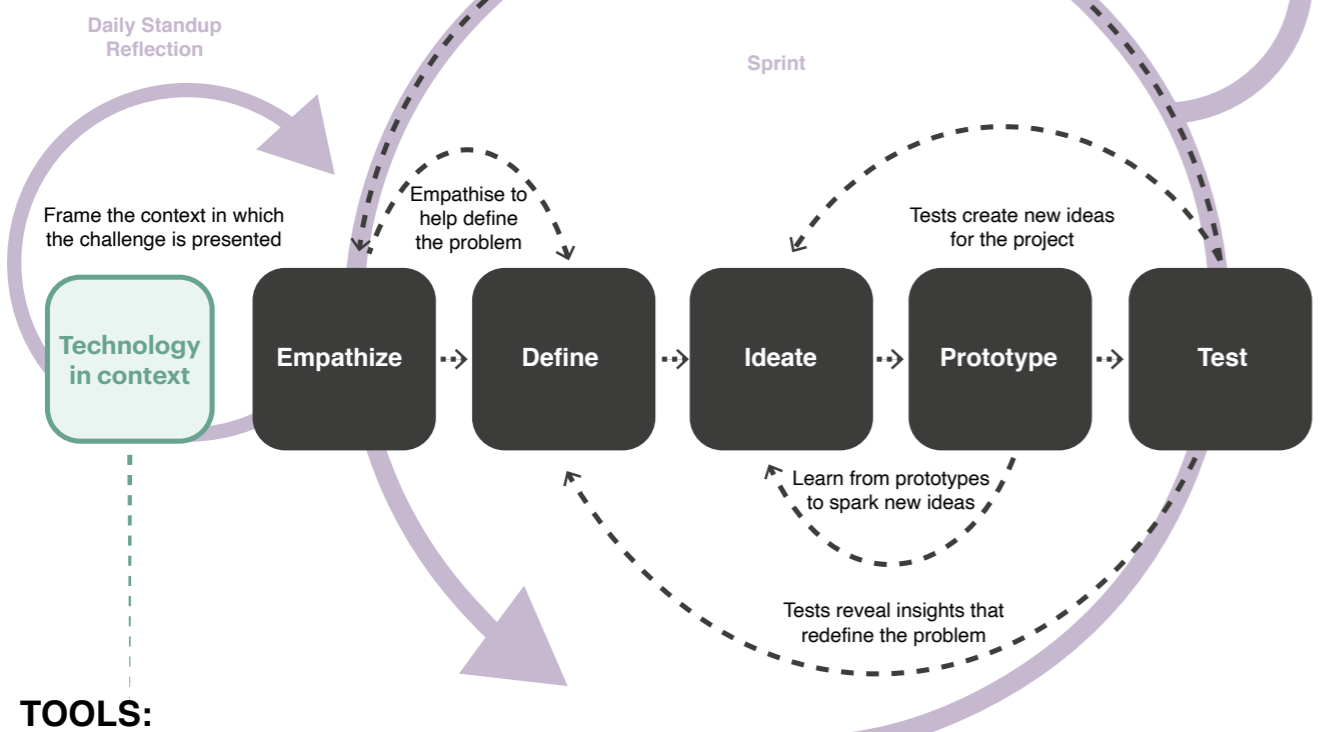 Daily Standup
Reflection
Sprint
Frame the context in which
the challenge is presented
Empathise to
help define
the problem
Tests create new ideas
for the project
Technology
in context
Empathize
Define
Ideate
Prototype
Test
Learn from prototypes
to spark new ideas
Tests reveal insights that
redefine the problem
TOOLS: